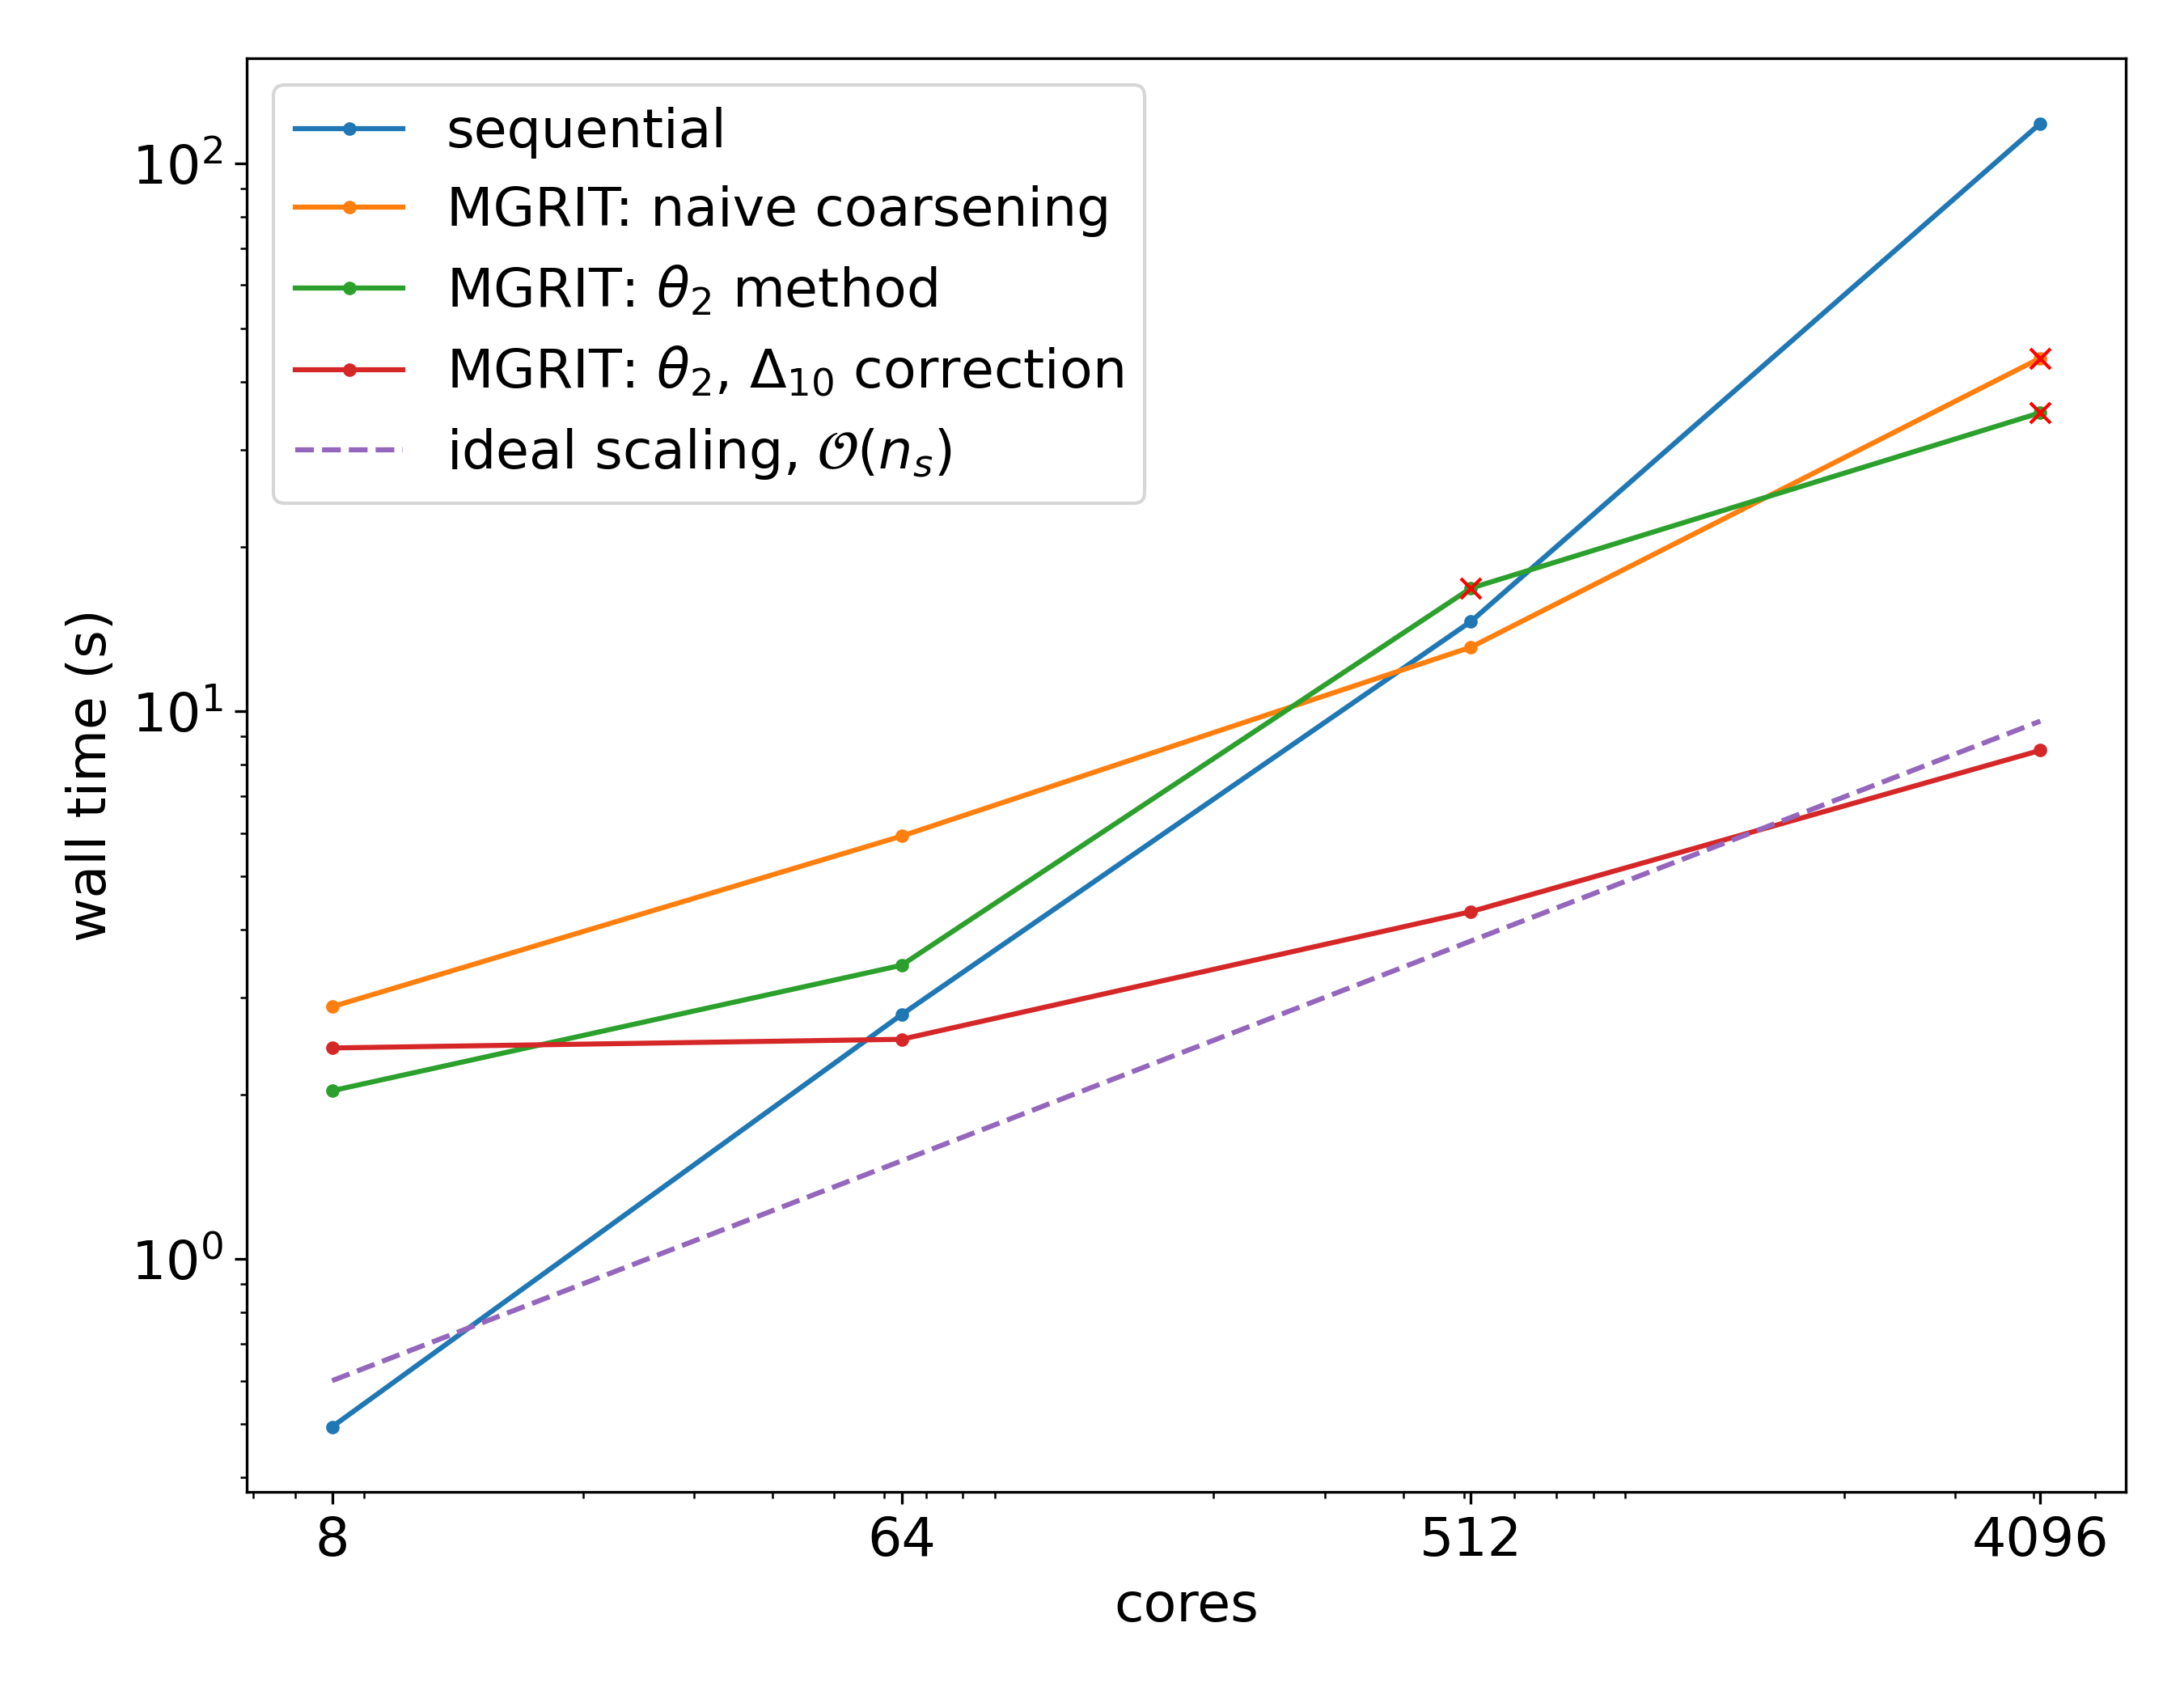 sequential
MGRIT: naive coarsening
MGRIT: θ₂ method
MGRIT: θ₂, Δ₁₀ correction
ideal scaling, 𝒪(nₛ)
10²
10¹
10⁰
wall time (s)
8 64 512 4096
cores